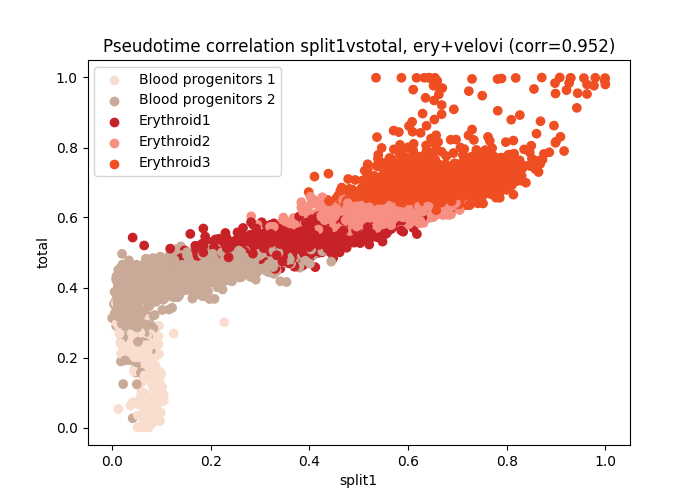 Pseudotime correlation split1vstotal, ery+velovi (corr=0.952)
Blood progenitors 1
Blood progenitors 2
Erythroid1
Erythroid2
Erythroid3
1.0
0.8
0.6
0.4
0.2
0.0
total
0.0 0.2 0.4 0.6 0.8 1.0
split1